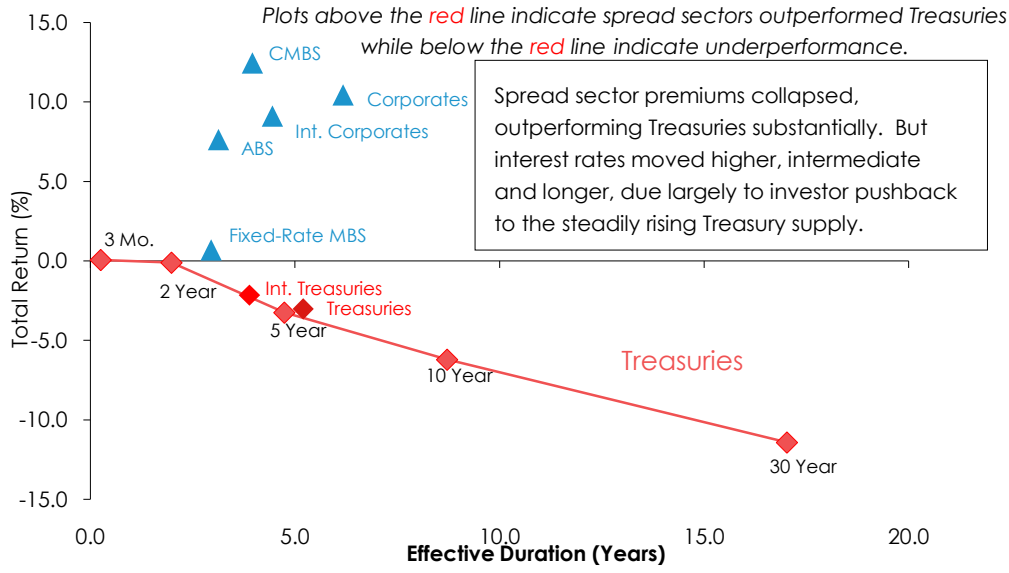 Plots above the red line indicate spread sectors outperformed Treasuries
while below the red line indicate underperformance.
Spread sector premiums collapsed,
outperforming Treasuries substantially.  But
interest rates moved higher, intermediate
and longer, due largely to investor pushback
to the steadily rising Treasury supply.
Total Return (%)
15.0
10.0
5.0
0.0
-5.0
-10.0
-15.0
CMBS
Corporates
Int. Corporates
ABS
Fixed-Rate MBS
3 Mo.
2 Year
Int. Treasuries
Treasuries
5 Year
10 Year
Treasuries
30 Year
0.0
5.0
10.0
15.0
20.0
Effective Duration (Years)